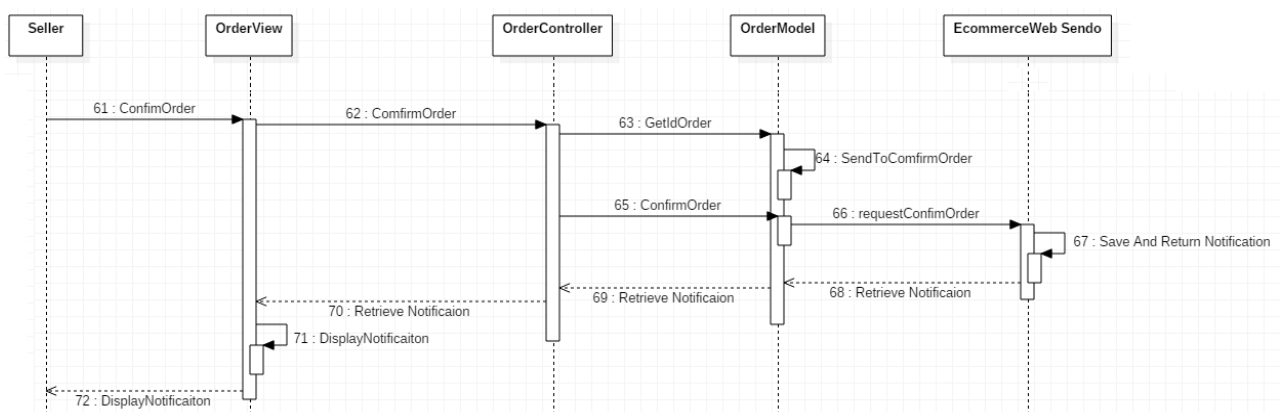 Seller
OrderView
OrderController
OrderModel
EcommerceWeb Sendo
61 : ConfimOrder
62 : ComfirmOrder
63 : GetIdOrder
64 : SendToComfirmOrder
65 : ConfirmOrder
66 : requestConfimOrder
67 : Save And Return Notification
68 : Retrieve Notificaion
69 : Retrieve Notificaion
70 : Retrieve Notificaion
71 : DisplayNotificaiton
72 : DisplayNotificaiton